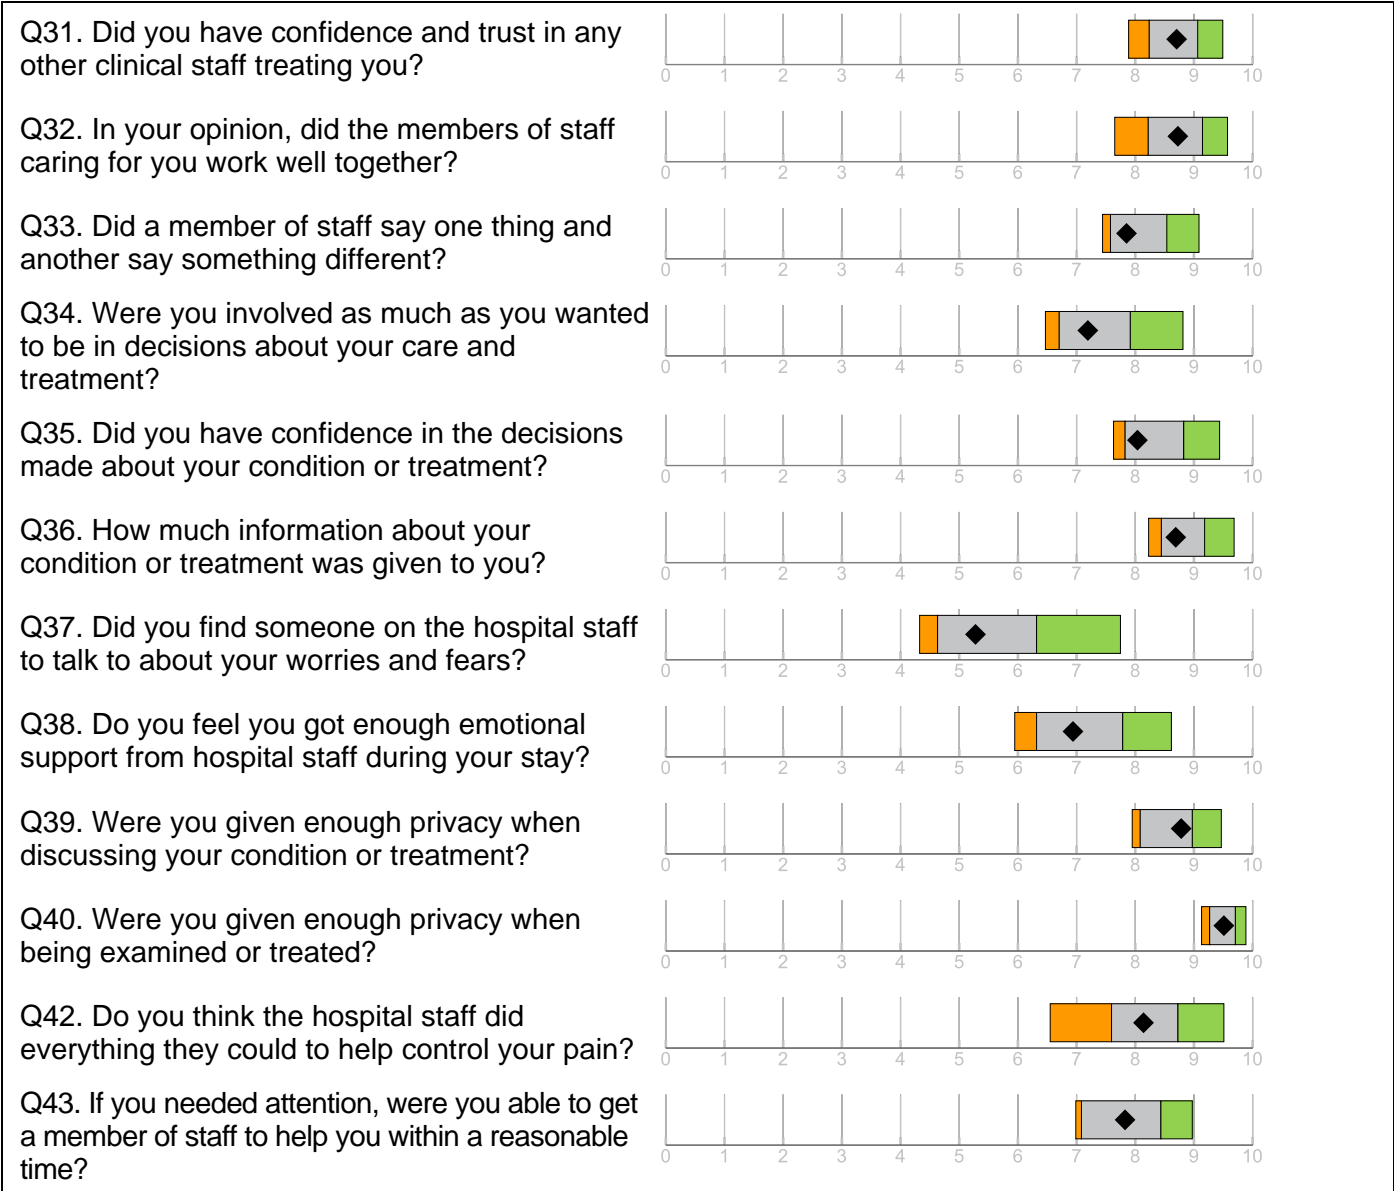 Q31. Did you have confidence and trust in any
other clinical staff treating you?
0 1 2 3 4 5 6 7 8 9 10
Q32. In your opinion, did the members of staff
caring for you work well together?
0 1 2 3 4 5 6 7 8 9 10
Q33. Did a member of staff say one thing and
another say something different?
0 1 2 3 4 5 6 7 8 9 10
Q34. Were you involved as much as you wanted
to be in decisions about your care and
treatment?
0 1 2 3 4 5 6 7 8 9 10
Q35. Did you have confidence in the decisions
made about your condition or treatment?
0 1 2 3 4 5 6 7 8 9 10
Q36. How much information about your
condition or treatment was given to you?
0 1 2 3 4 5 6 7 8 9 10
Q37. Did you find someone on the hospital staff
to talk to about your worries and fears?
0 1 2 3 4 5 6 7 8 9 10
Q38. Do you feel you got enough emotional
support from hospital staff during your stay?
0 1 2 3 4 5 6 7 8 9 10
Q39. Were you given enough privacy when
discussing your condition or treatment?
0 1 2 3 4 5 6 7 8 9 10
Q40. Were you given enough privacy when
being examined or treated?
0 1 2 3 4 5 6 7 8 9 10
Q42. Do you think the hospital staff did
everything they could to help control your pain?
0 1 2 3 4 5 6 7 8 9 10
Q43. If you needed attention, were you able to get
a member of staff to help you within a reasonable
time?
0 1 2 3 4 5 6 7 8 9 10